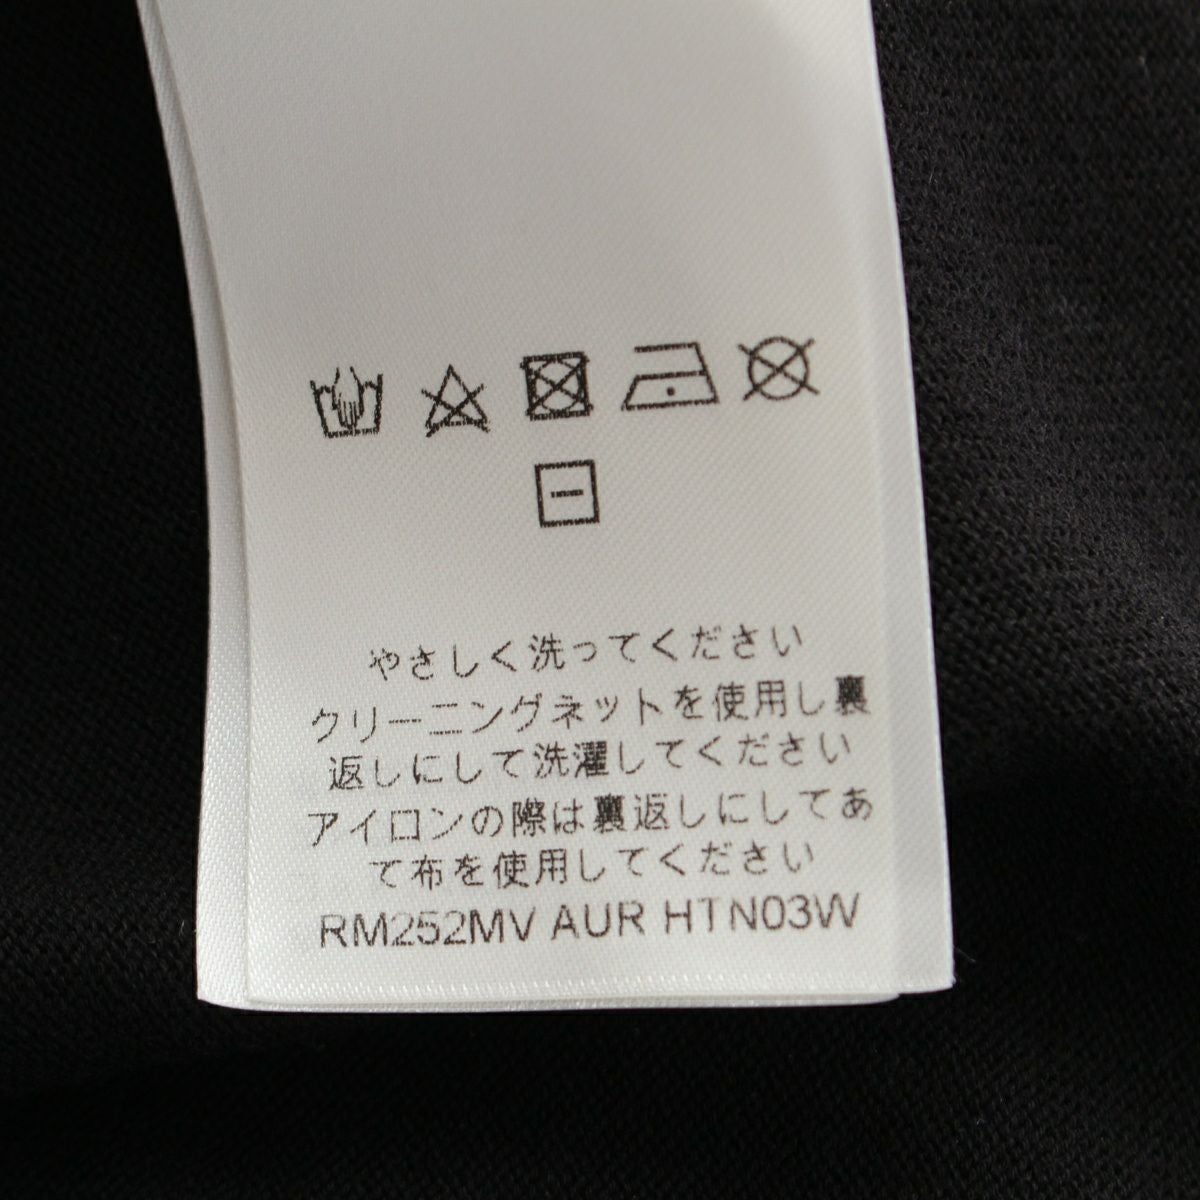 やさしく洗ってください
クリーニングネットを使用し裏
返しにして洗濯してください
アイロンの際は裏返しにしてあ
て布を使用してください
RM252MV AUR HTN03W